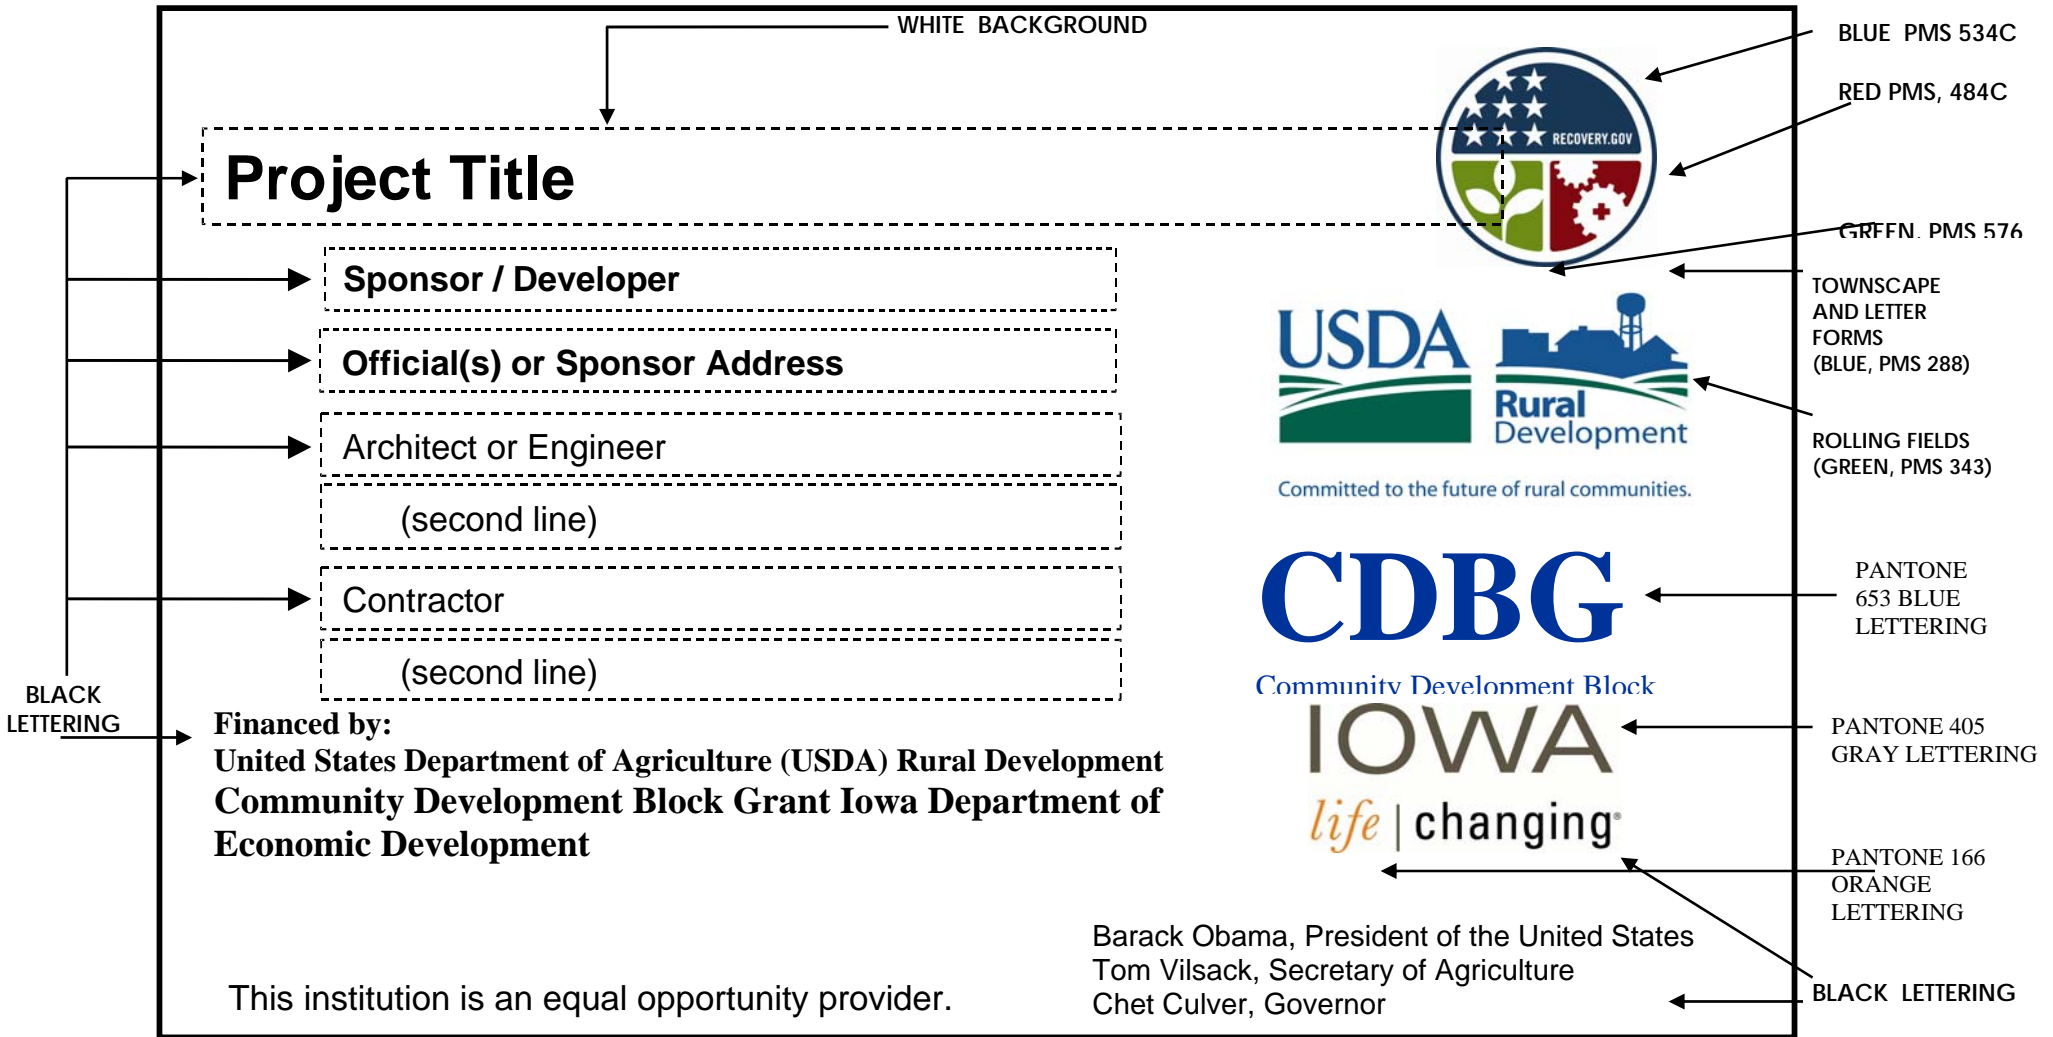 WHITE BACKGROUND
BLUE PMS 534C
RED PMS, 484C
RECOVERY.GOV
Project Title
GREEN, PMS 576
Sponsor / Developer
TOWNSCAPE
AND LETTER
FORMS
(BLUE, PMS 288)
USDA
Official(s) or Sponsor Address
Rural
Development
Architect or Engineer
ROLLING FIELDS
(GREEN, PMS 343)
Committed to the future of rural communities.
(second line)
CDBG
PANTONE
653 BLUE
LETTERING
Contractor
(second line)
Community Development Block
BLACK
LETTERING
Financed by:
United States Department of Agriculture (USDA) Rural Development
Community Development Block Grant Iowa Department of
Economic Development
IOWA
life | changing®
PANTONE 405
GRAY LETTERING
PANTONE 166
ORANGE
LETTERING
Barack Obama, President of the United States
Tom Vilsack, Secretary of Agriculture
Chet Culver, Governor
BLACK LETTERING
This institution is an equal opportunity provider.